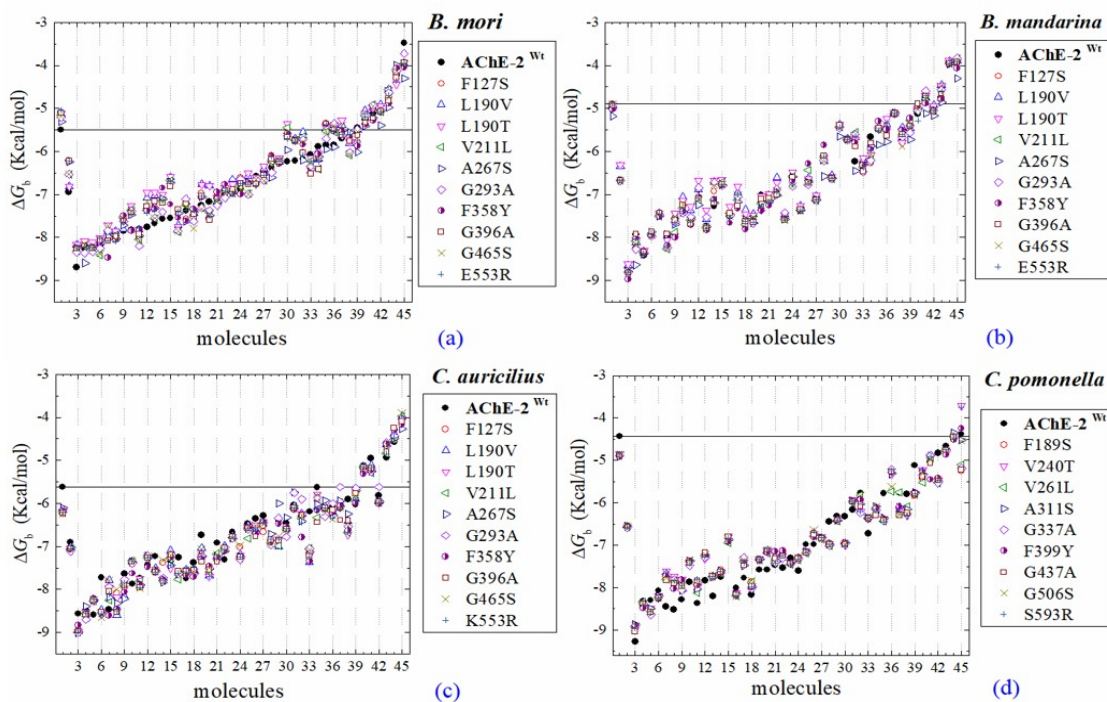 B. mori
ΔG_b (Kcal/mol)
-3
-4
-5
-6
-7
-8
-9
3 6 9 12 15 18 21 24 27 30 33 36 39 42 45
molecules
AChE-2 Wt
F127S
L190V
L190T
V211L
A267S
G293A
F358Y
G396A
G465S
E553R
(a)
B. mandarina
ΔG_b (Kcal/mol)
-3
-4
-5
-6
-7
-8
-9
3 6 9 12 15 18 21 24 27 30 33 36 39 42 45
molecules
AChE-2 Wt
F127S
L190V
L190T
V211L
A267S
G293A
F358Y
G396A
G465S
E553R
(b)
C. auricilius
ΔG_b (Kcal/mol)
-3
-4
-5
-6
-7
-8
-9
3 6 9 12 15 18 21 24 27 30 33 36 39 42 45
molecules
AChE-2 Wt
F127S
L190V
L190T
V211L
A267S
G293A
F358Y
G396A
G465S
K553R
(c)
C. pomonella
ΔG_b (Kcal/mol)
-3
-4
-5
-6
-7
-8
-9
3 6 9 12 15 18 21 24 27 30 33 36 39 42 45
molecules
AChE-2 Wt
F189S
V240T
V261L
A311S
G337A
F399Y
G437A
G506S
S593R
(d)